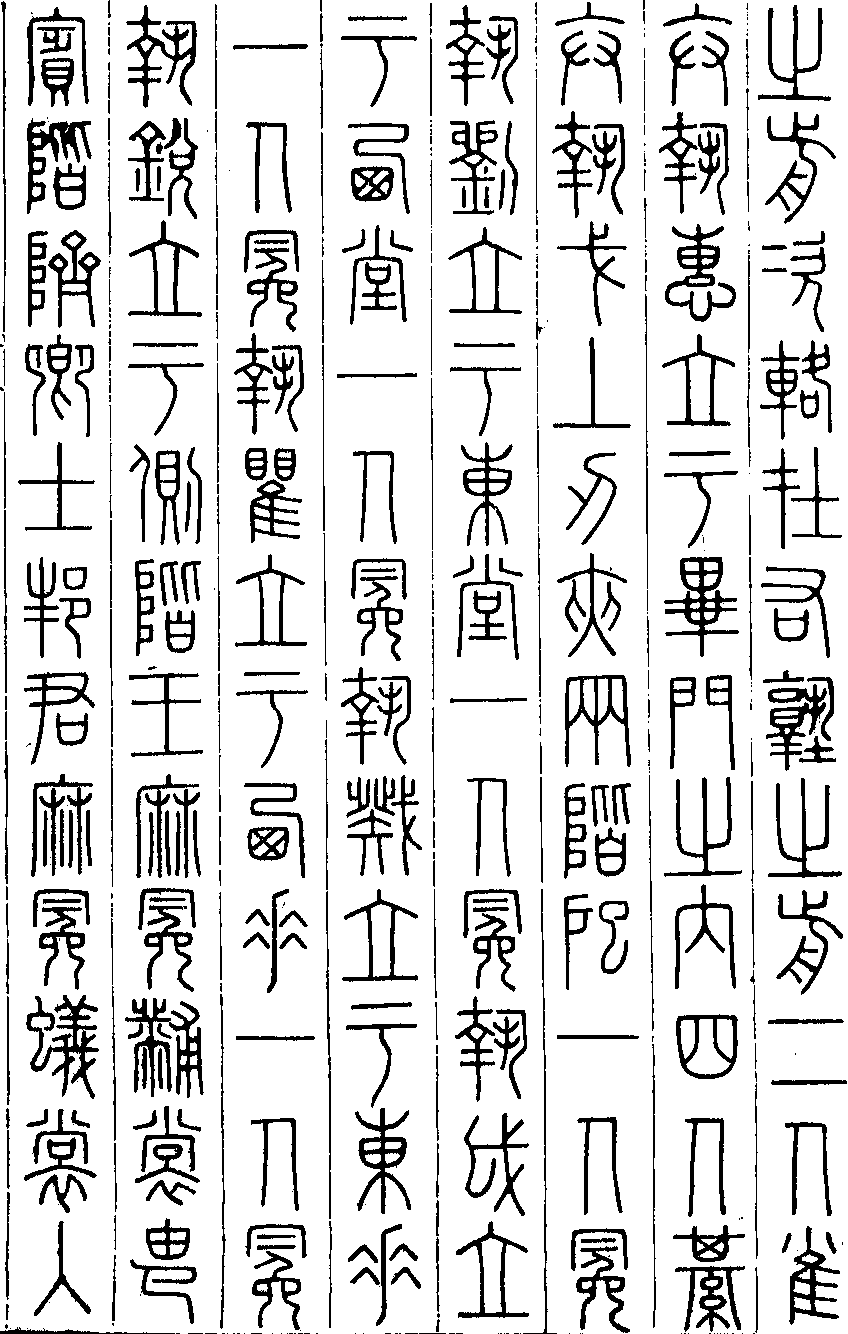 之前次輅在右塾之前二人雀
弁執惠立于畢門之內四人綦
弁執戈上刃夾兩階戺一人冕
執劉立于東堂一人冕執戉立
于西堂一人冕執戣立于東垂
一人冕執瞿立于西垂一人冕
執銳立于側階王麻冕黼裳由
賓階隮卿士邦君麻冕蟻裳入